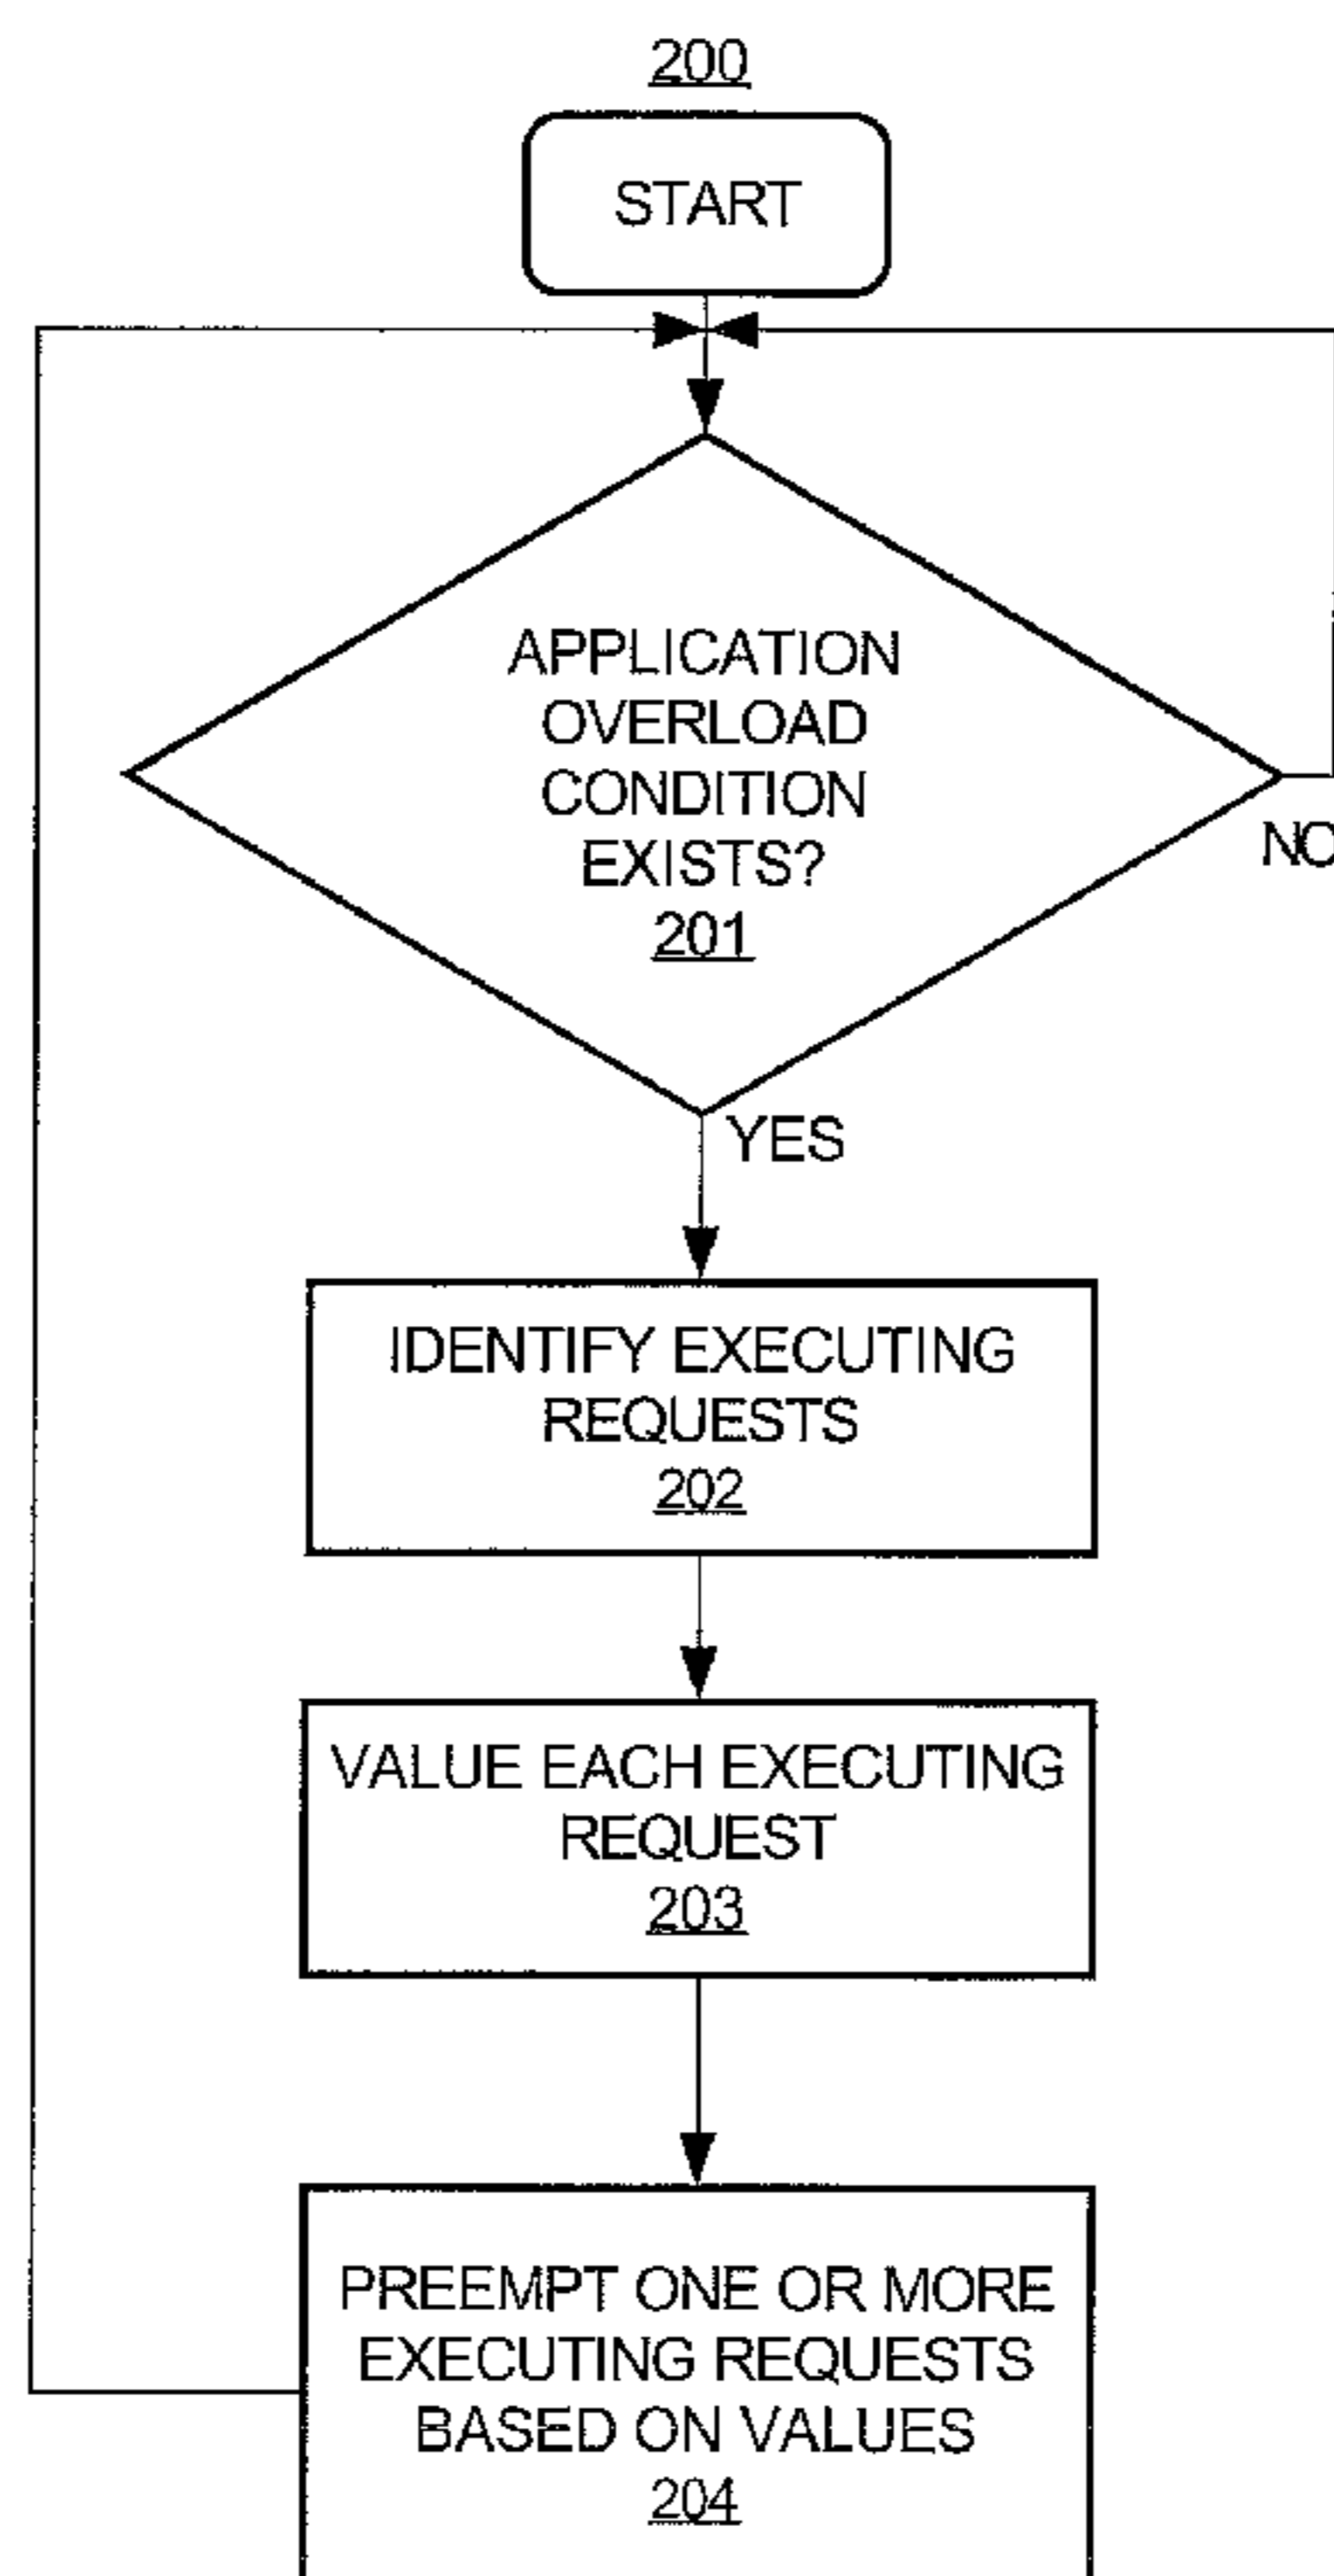 200
START
APPLICATION
OVERLOAD
CONDITION
EXISTS?
201
NO
YES
IDENTIFY EXECUTING
REQUESTS
202
VALUE EACH EXECUTING
REQUEST
203
PREEMPT ONE OR MORE
EXECUTING REQUESTS
BASED ON VALUES
204